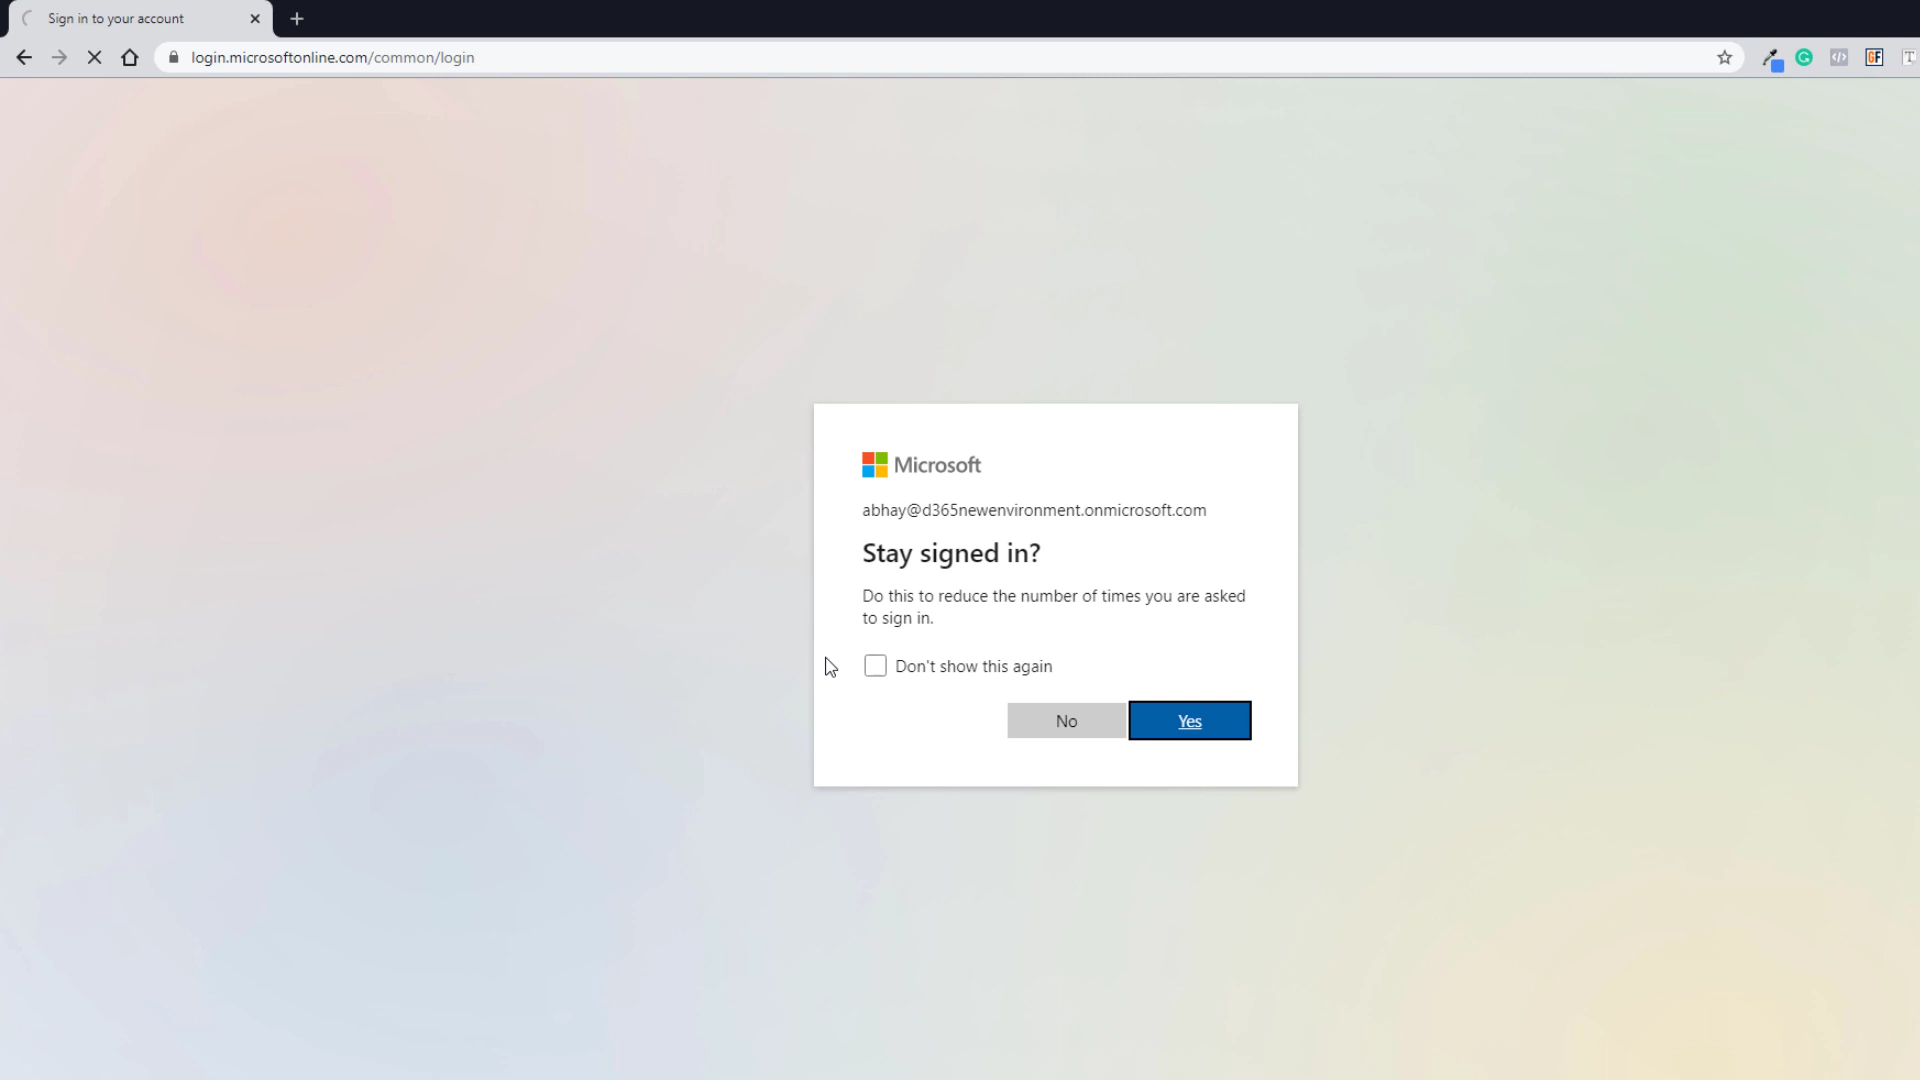 Sign in to your account
login.microsoftonline.com/common/login
GF
T
Microsoft
abhay@d365newenvironment.onmicrosoft.com
Stay signed in?
Do this to reduce the number of times you are asked
to sign in.
Don't show this again
No
Yes